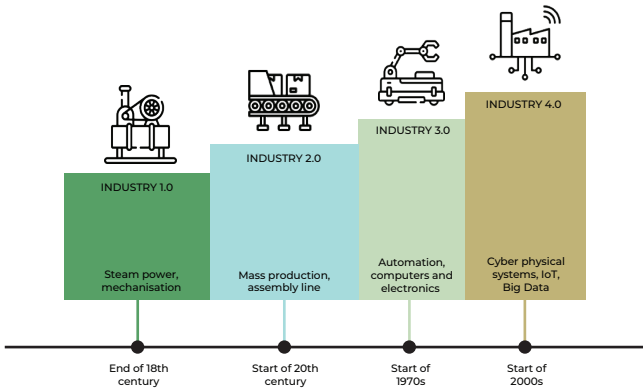 INDUSTRY 1.0
Steam power,
mechanisation
End of 18th
century
INDUSTRY 2.0
Mass production,
assembly line
Start of 20th
century
INDUSTRY 3.0
Automation,
computers and
electronics
Start of
1970s
INDUSTRY 4.0
Cyber physical
systems, IoT,
Big Data
Start of
2000s